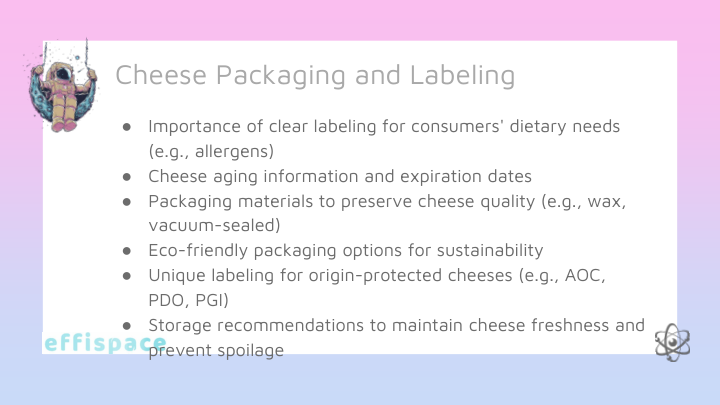 Cheese Packaging and Labeling
● Importance of clear labeling for consumers' dietary needs
(e.g., allergens)
● Cheese aging information and expiration dates
● Packaging materials to preserve cheese quality (e.g., wax,
vacuum-sealed)
● Eco-friendly packaging options for sustainability
● Unique labeling for origin-protected cheeses (e.g., AOC,
PDO, PGI)
● Storage recommendations to maintain cheese freshness and
prevent spoilage
effispace